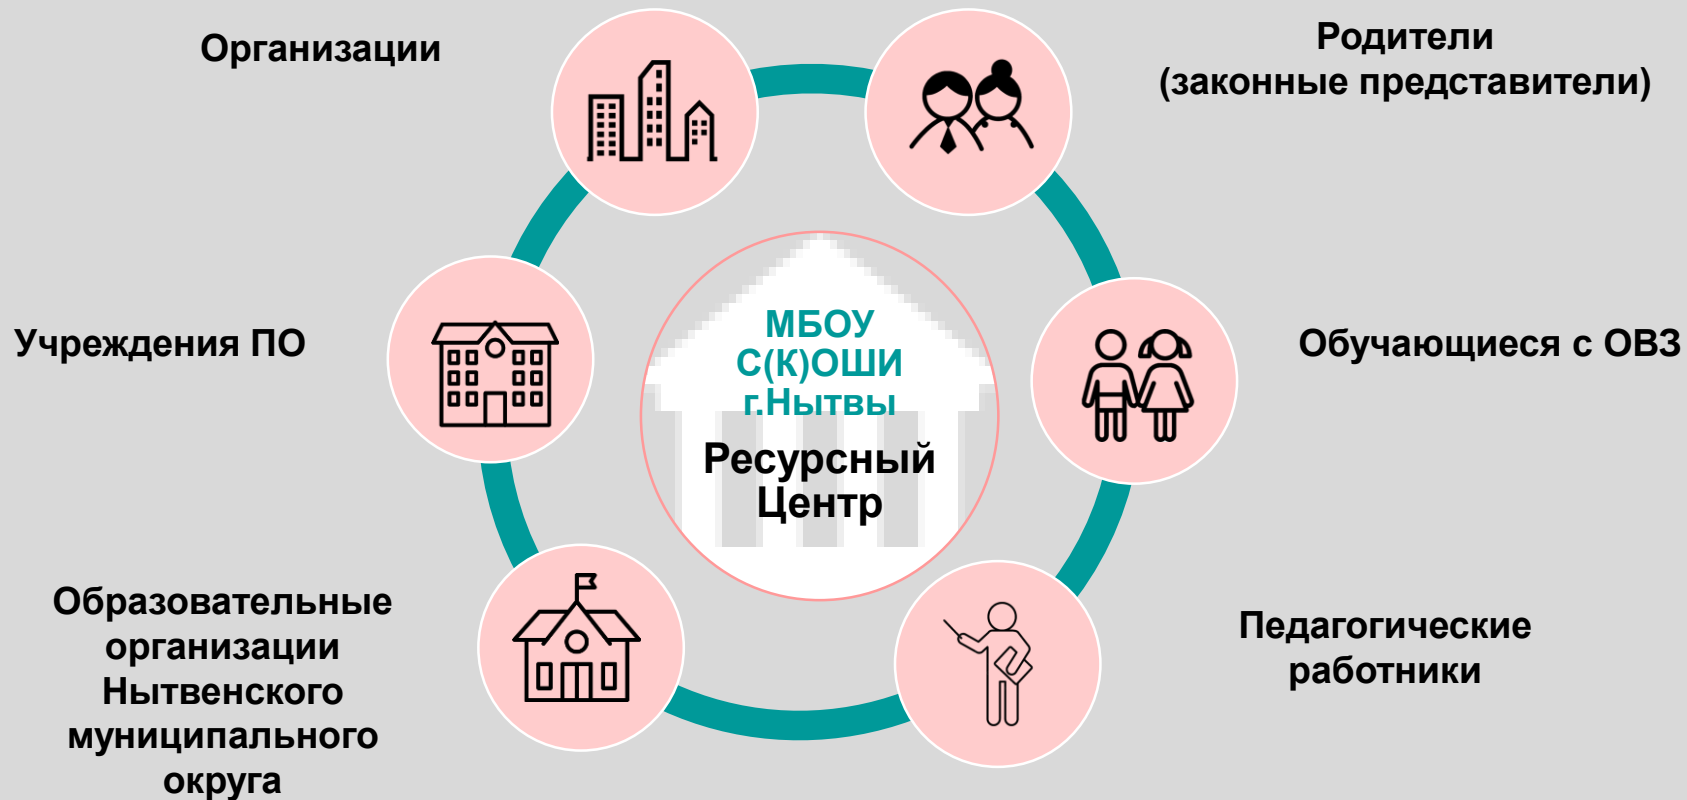 Организации
Родители
(законные представители)
Учреждения ПО
МБОУ
С(К)ОШИ
г.Нытвы
Ресурсный
Центр
Обучающиеся с ОВЗ
Образовательные
организации
Нытвенского
муниципального
округа
Педагогические
работники